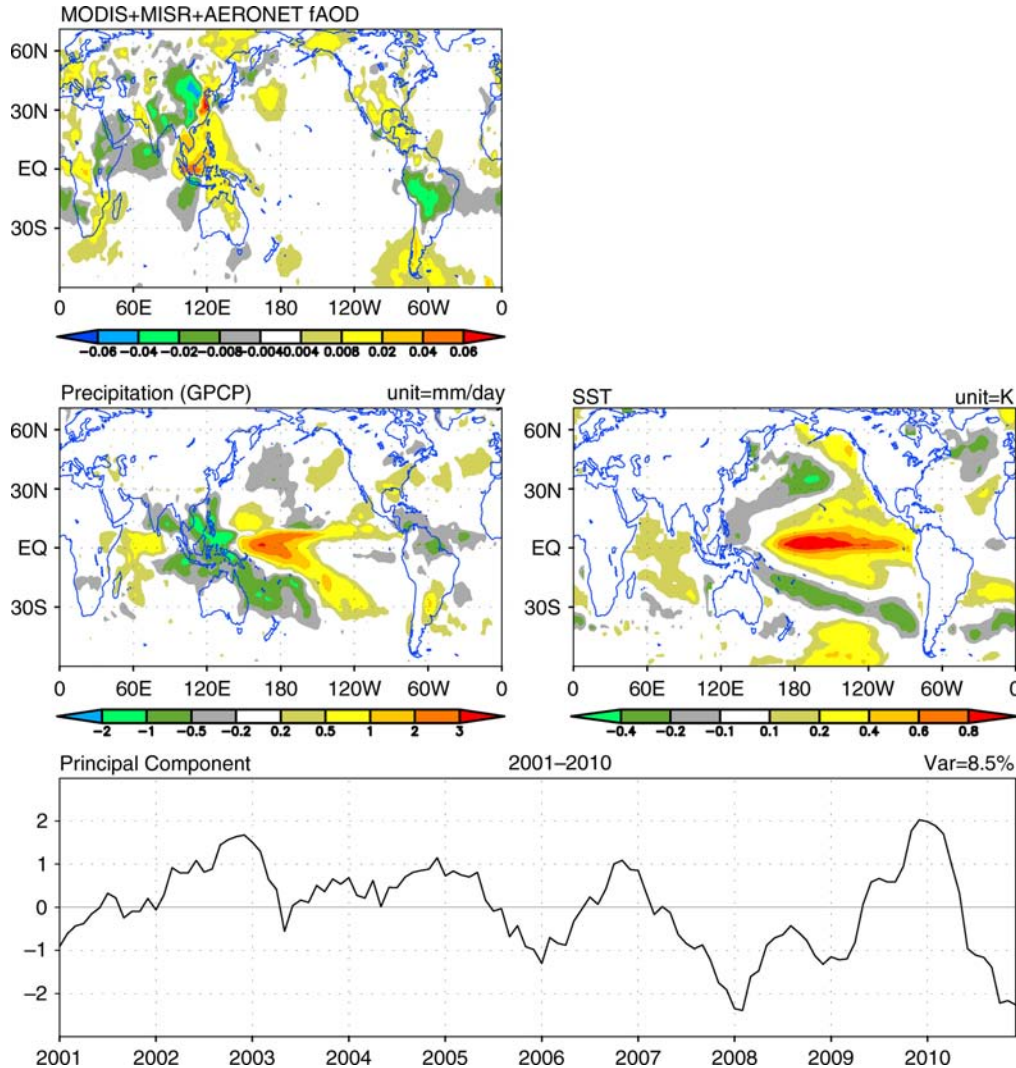 MODIS+MISR+AERONET fAOD
60N
30N
EQ
30S
0 60E 120E 180 120W 60W 0
−0.06 −0.04 −0.02 −0.008 −0.004 0.004 0.008 0.02 0.04 0.06
Precipitation (GPCP) unit=mm/day
60N
30N
EQ
30S
0 60E 120E 180 120W 60W 0
−2 −1 −0.5 −0.2 0.2 0.5 1 2 3
SST unit=K
60N
30N
EQ
30S
0 60E 120E 180 120W 60W 0
−0.4 −0.2 −0.1 0.1 0.2 0.4 0.6 0.8
Principal Component 2001–2010 Var=8.5%
2
1
0
−1
−2
2001 2002 2003 2004 2005 2006 2007 2008 2009 2010